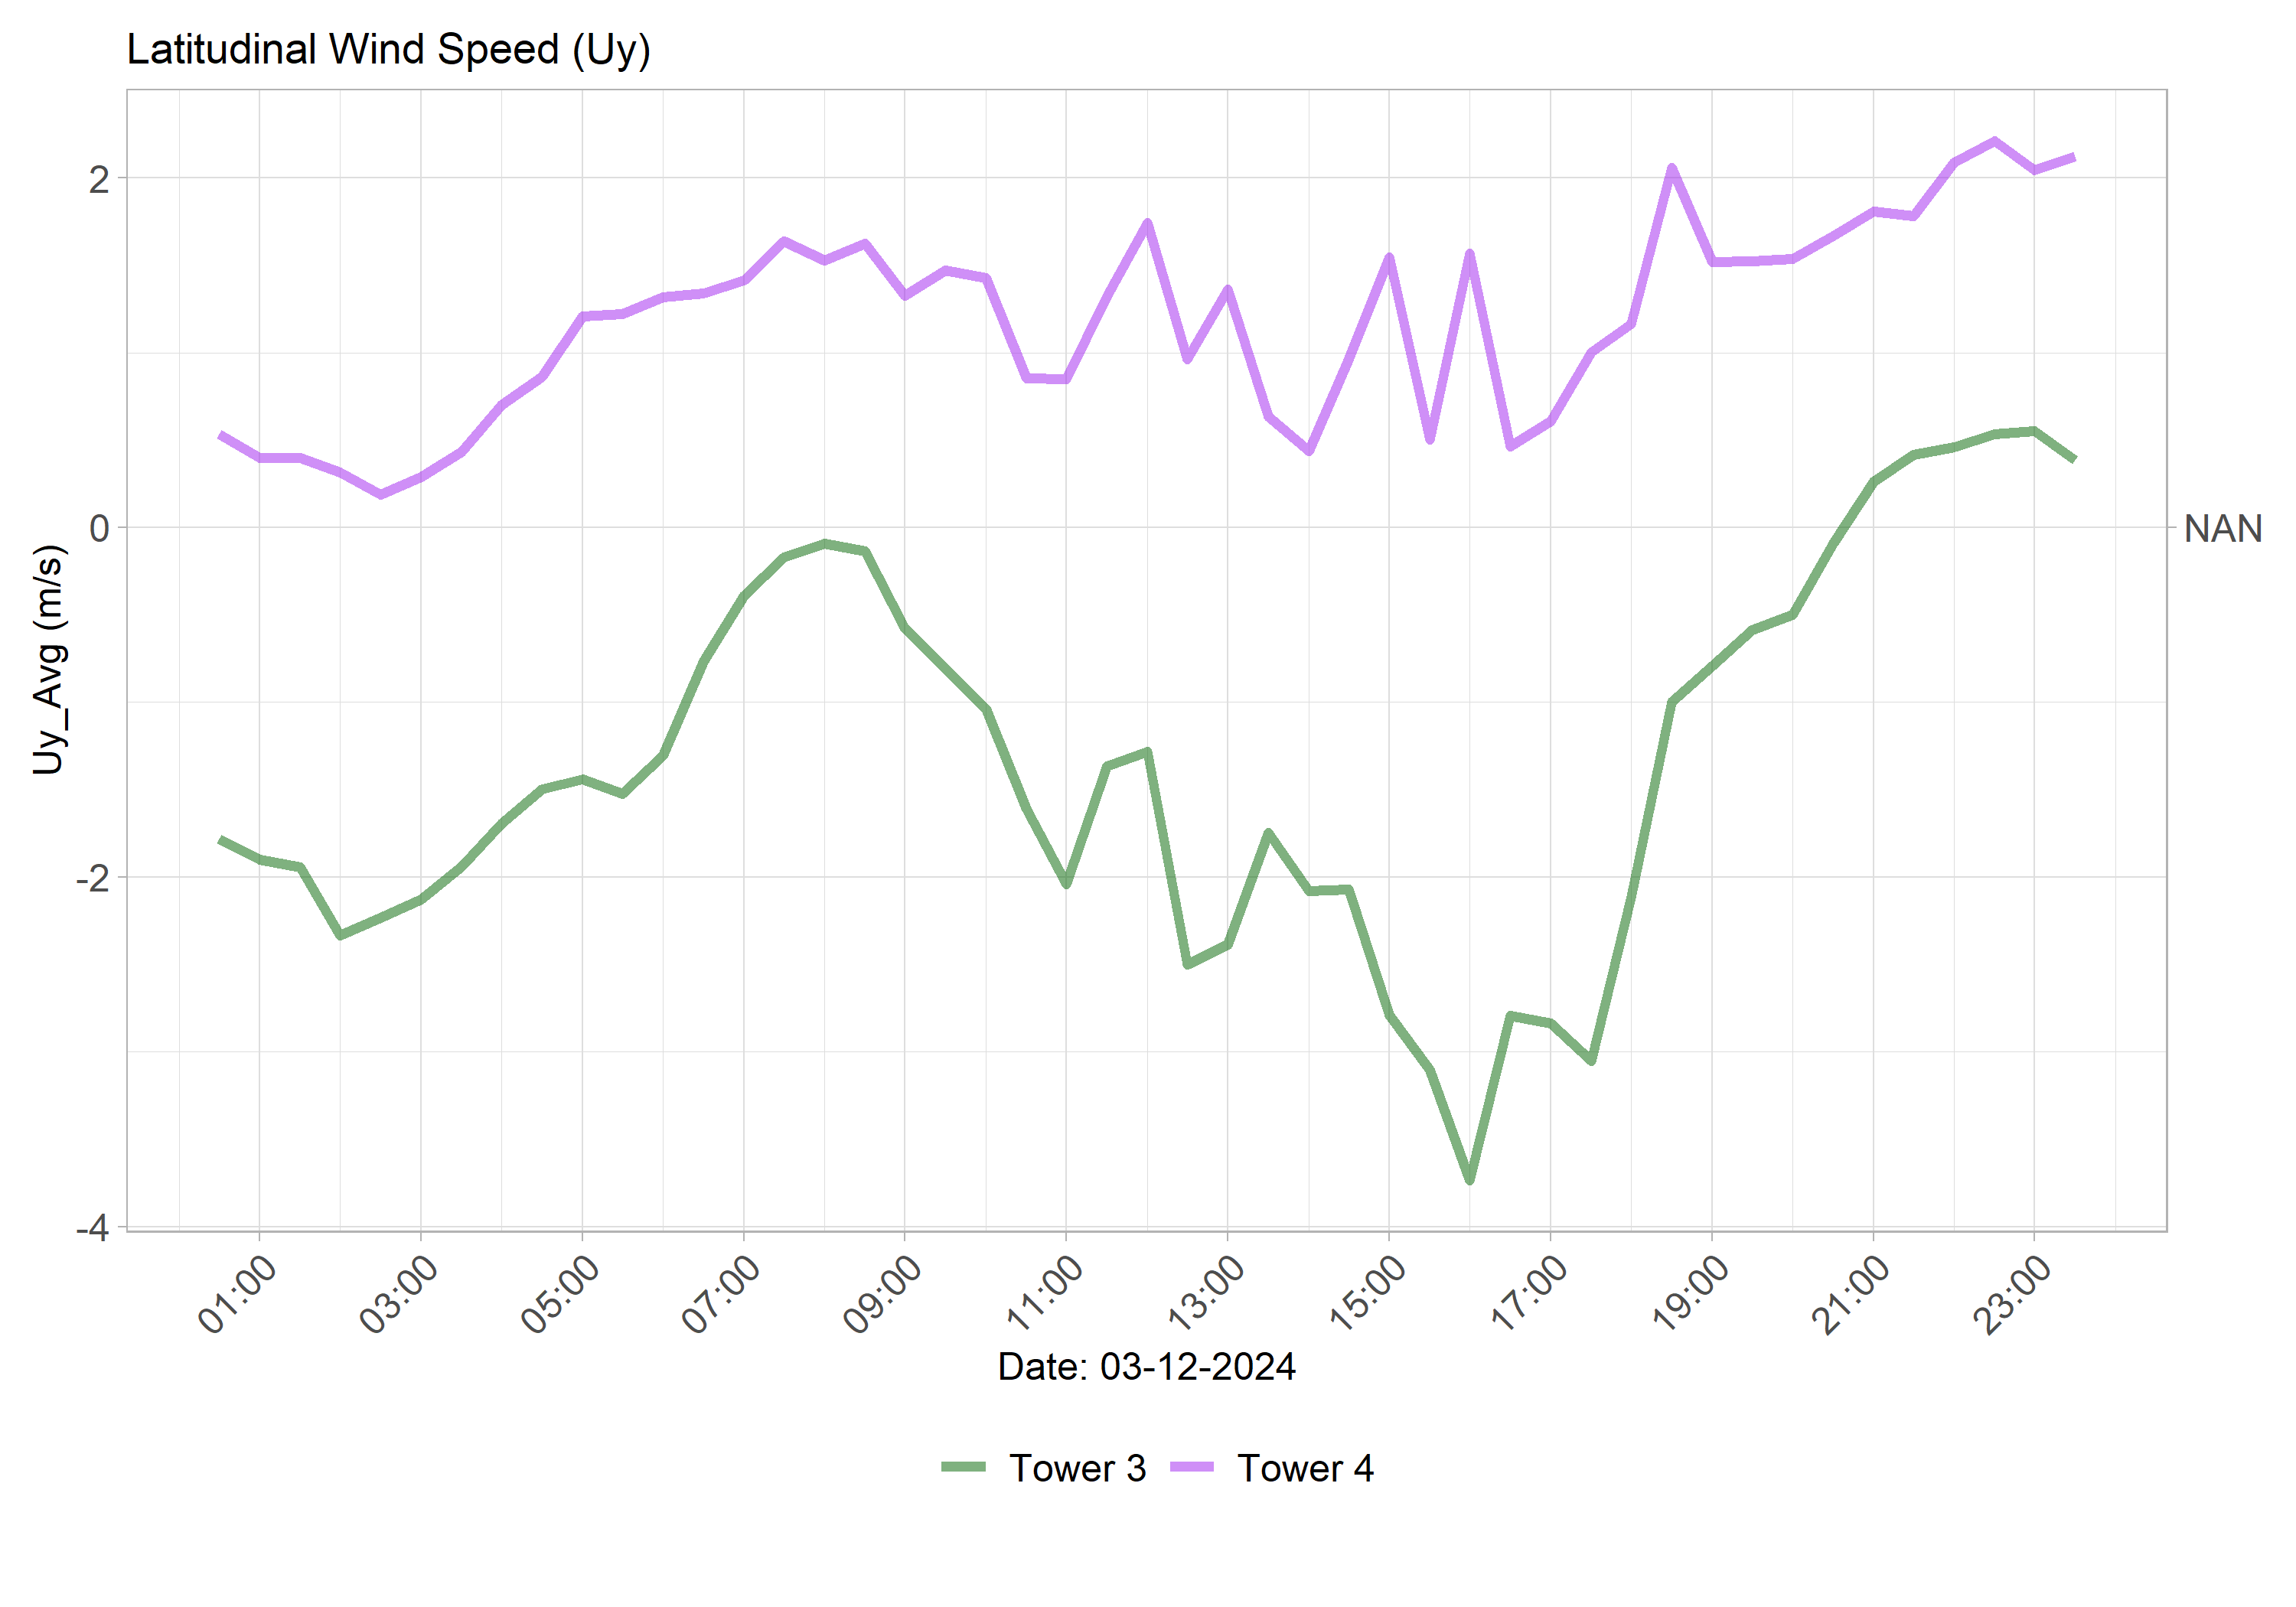 Latitudinal Wind Speed (Uy)
Uy_Avg (m/s)
2
0
-2
-4
NAN
01:00 03:00 05:00 07:00 09:00 11:00 13:00 15:00 17:00 19:00 21:00 23:00
Date: 03-12-2024
Tower 3 Tower 4